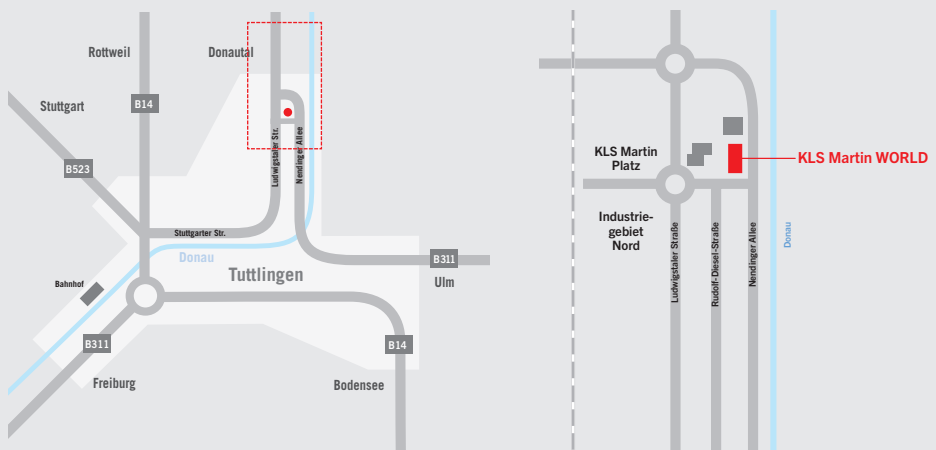 Rottweil
Donautal
Stuttgart
B14
B523
Ludwigstaler Str.
Nendinger Allee
Stuttgarter Str.
Donau
Tuttlingen
B311
Ulm
Bahnhof
B311
B14
Freiburg
Bodensee
KLS Martin
Platz
KLS Martin WORLD
Industrie-
gebiet
Nord
Ludwigstaler Straße
Rudolf-Diesel-Straße
Nendinger Allee
Donau